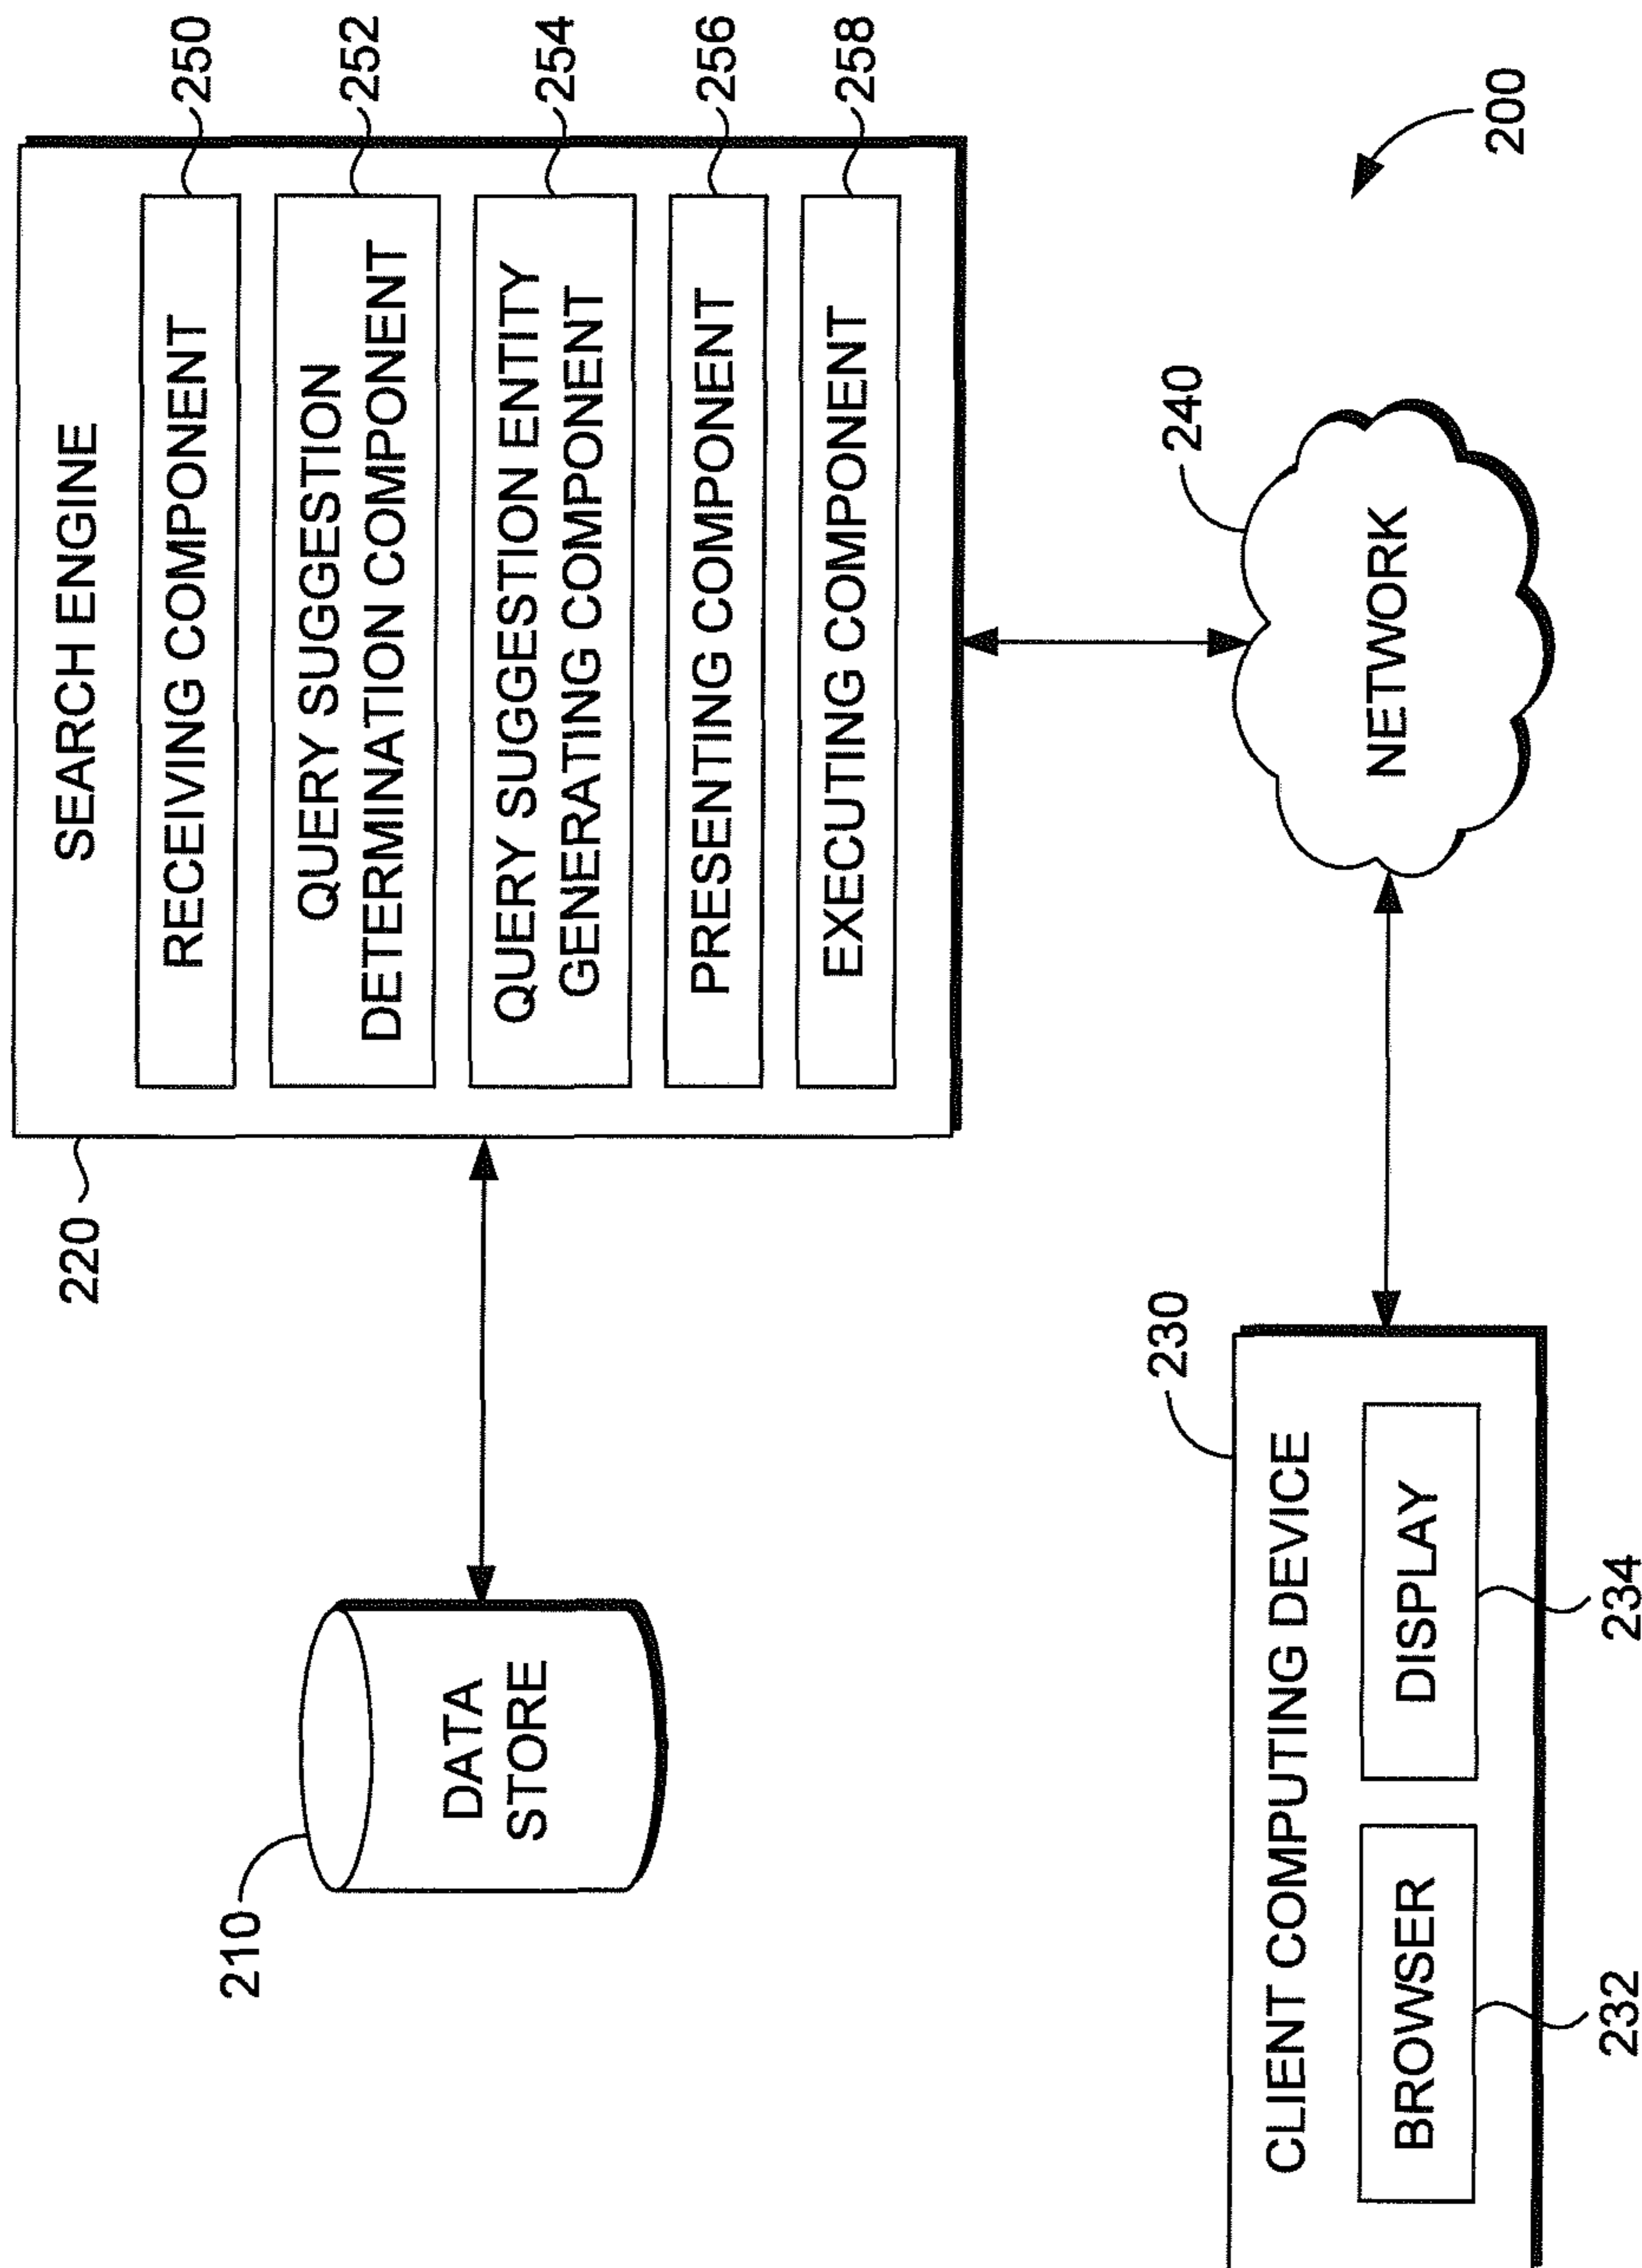 SEARCH ENGINE
RECEIVING COMPONENT
250
QUERY SUGGESTION
DETERMINATION COMPONENT
252
QUERY SUGGESTION ENTITY
GENERATING COMPONENT
254
PRESENTING COMPONENT
256
EXECUTING COMPONENT
258
220
210
DATA
STORE
240
NETWORK
200
230
CLIENT COMPUTING DEVICE
BROWSER
DISPLAY
232
234